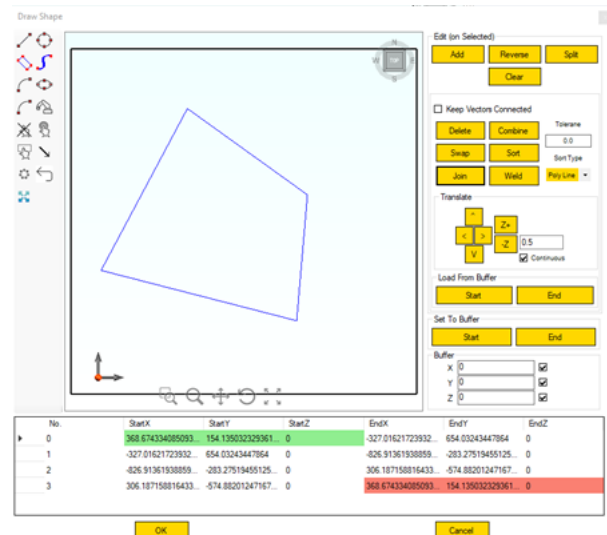 Draw Shape
N
W
TOP
S
Edit (on Selected)
Add
Reverse
Split
Clear
Keep Vectors Connected
Delete
Combine
Tolerane
0.0
Swap
Sort
Sort Type
Join
Weld
Poly Line
Translate
^
Z+
<
>
-Z
0.5
V
Continuous
Load From Buffer
Start
End
Set To Buffer
Start
End
Buffer
X 0
Y 0
Z 0
No. StartX StartY StartZ EndX EndY EndZ
0 368.674334085093... 154.135032329361... 0 -327.01621723932... 654.03243447864 0
1 -327.01621723932... 654.03243447864 0 -826.91361938859... -283.27519455125... 0
2 -826.91361938859... -283.27519455125... 0 306.187158816433... -574.88201247167... 0
3 306.187158816433... -574.88201247167... 0 368.674334085093... 154.135032329361... 0
OK
Cancel